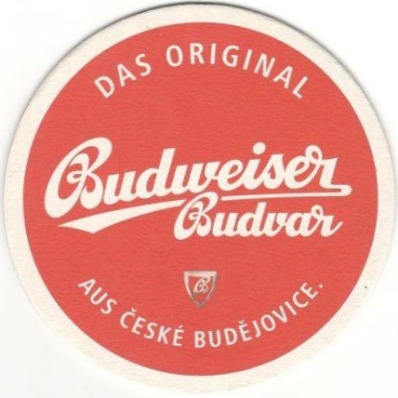 DAS ORIGINAL
Budweiser
Budvar
B
AUS ČESKÉ BUDĚJOVICE.